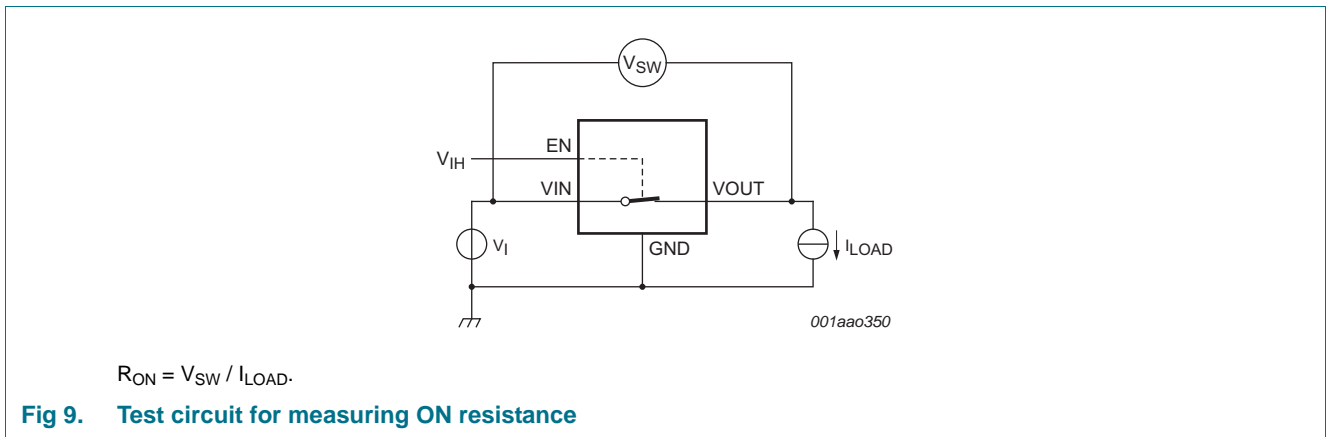 VSW
EN
VIH
VIN
VOUT
VI
GND
ILOAD
001aao350
RON = VSW / ILOAD.
Fig 9. Test circuit for measuring ON resistance